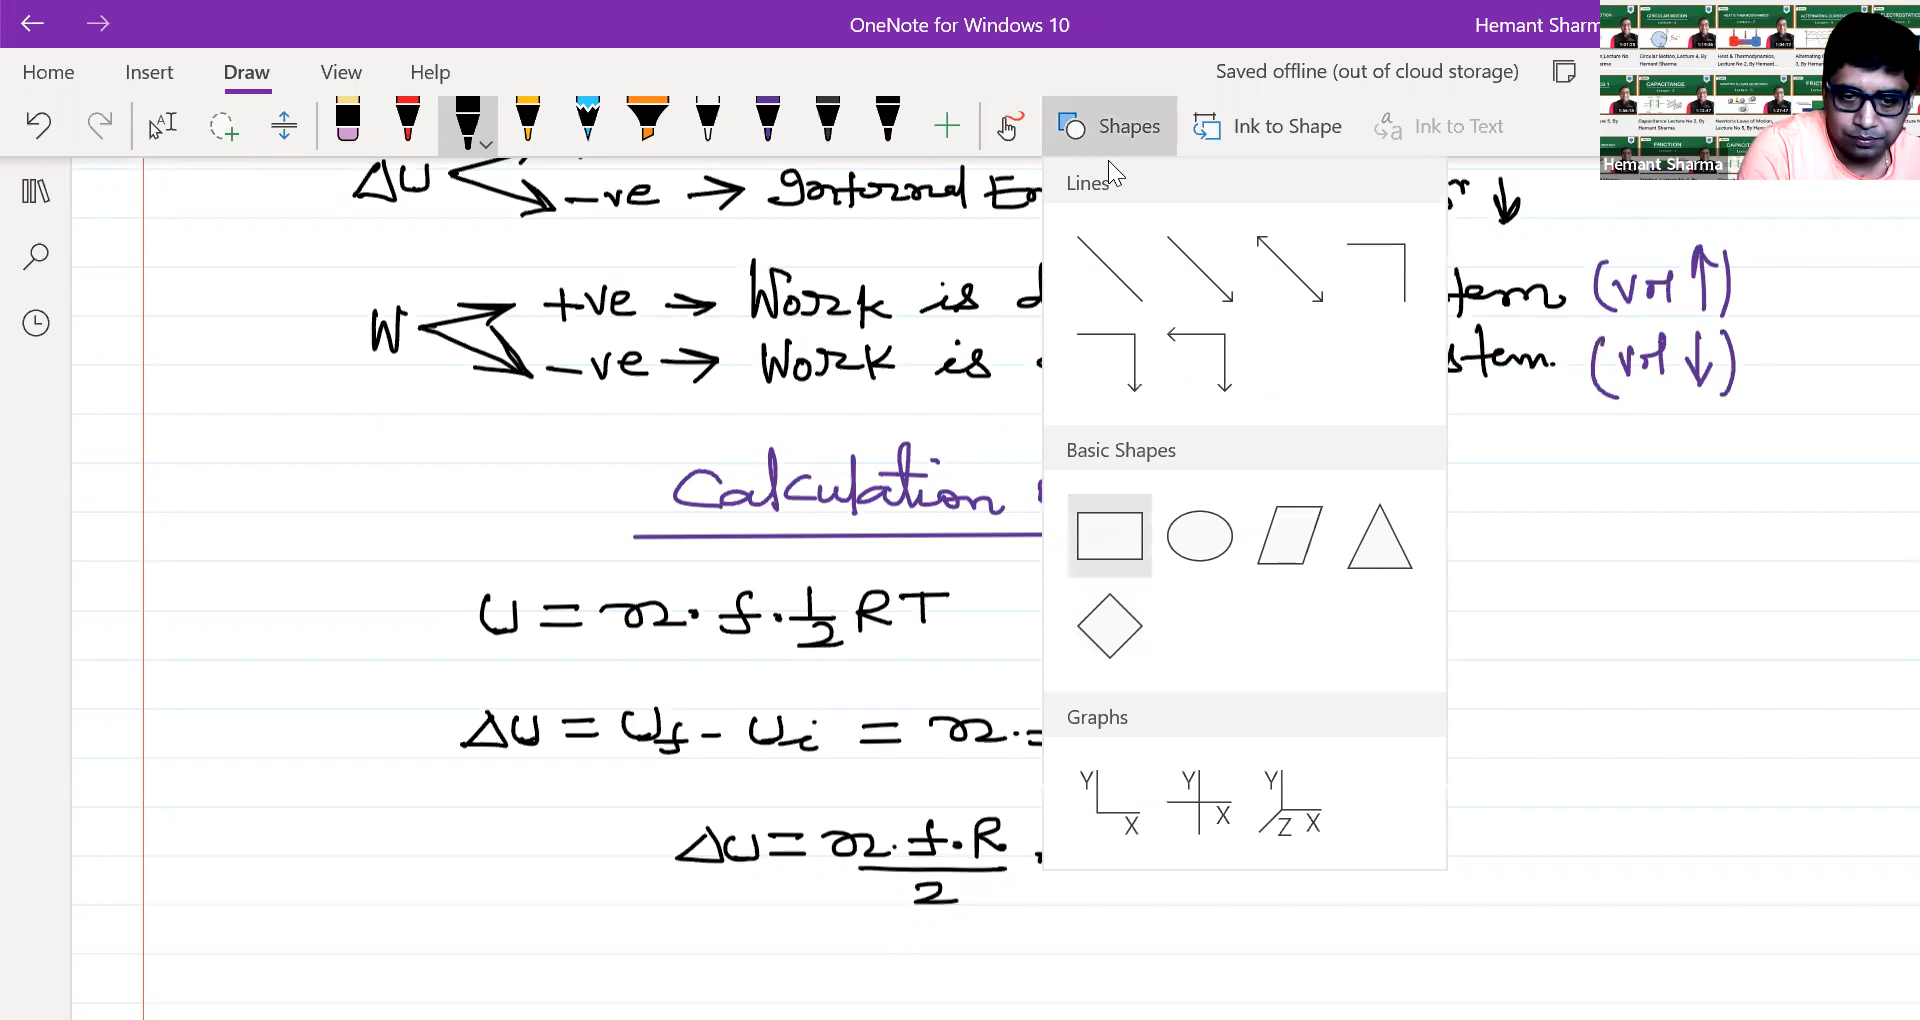 OneNote for Windows 10
Hemant Sharm
Home Insert Draw View Help
Saved offline (out of cloud storage)
Shapes
Ink to Shape
Ink to Text
Hemant Sharma
Lines
Basic Shapes
Graphs
Y X
Y X
Y Z X
ΔU -ve → Internal En ↓
W +ve → Work is tem (vol ↑)
-ve → Work is stem. (vol ↓)
Calculation
U = n · f · 1/2 RT
ΔU = Uf - Ui = n ·
ΔU = n · f · R
2